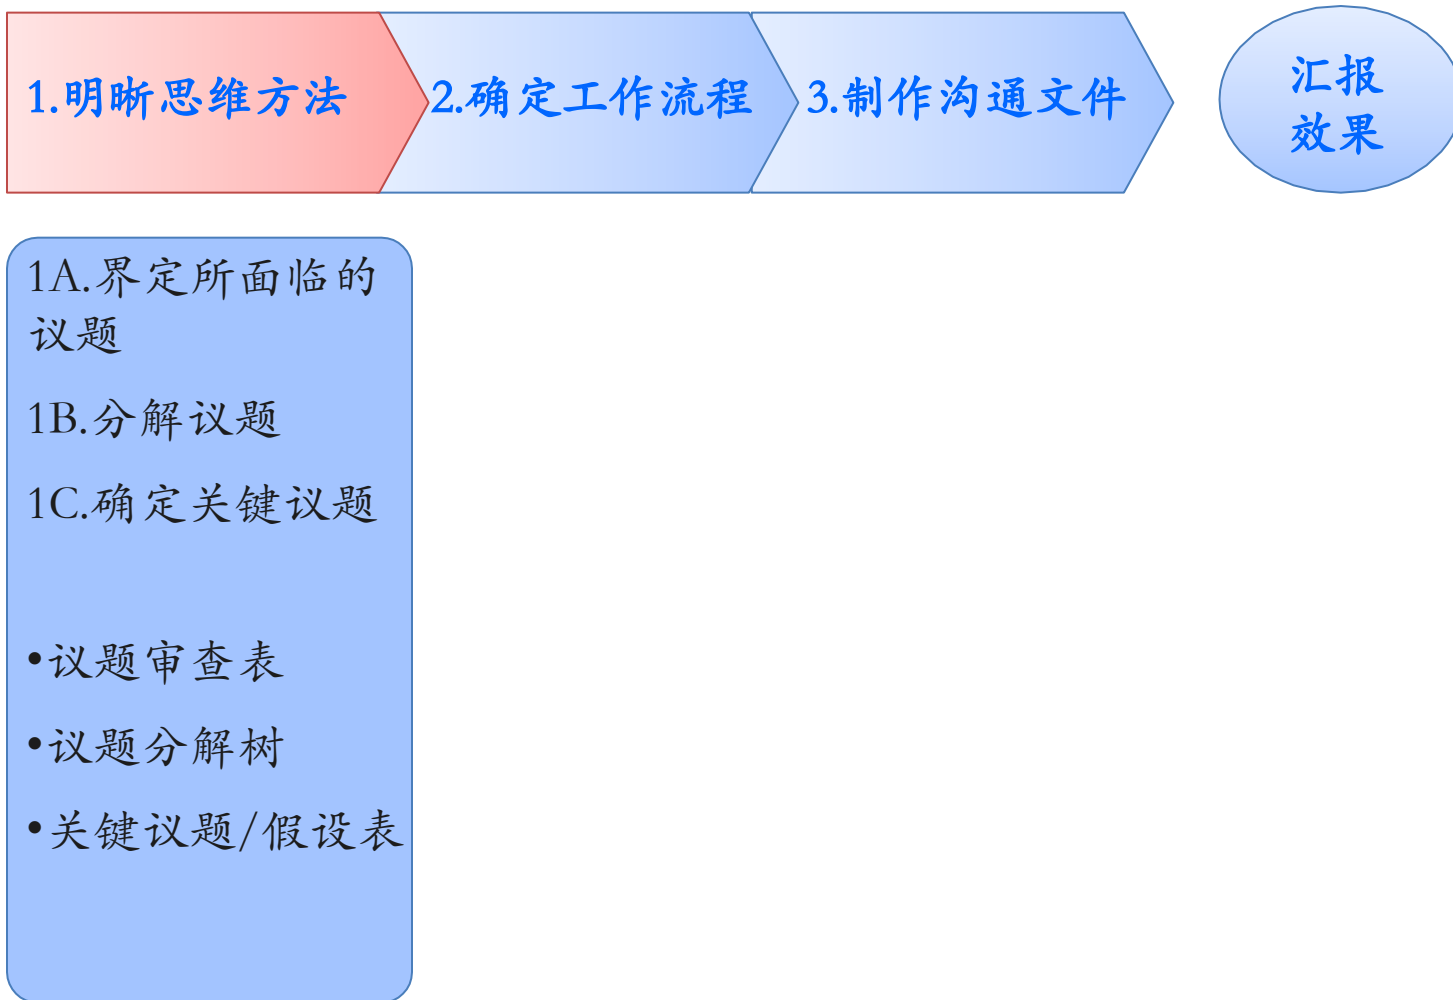 1.明晰思维方法
2.确定工作流程
3.制作沟通文件
汇报
效果
1A.界定所面临的
议题
1B.分解议题
1C.确定关键议题
•议题审查表
•议题分解树
•关键议题/假设表